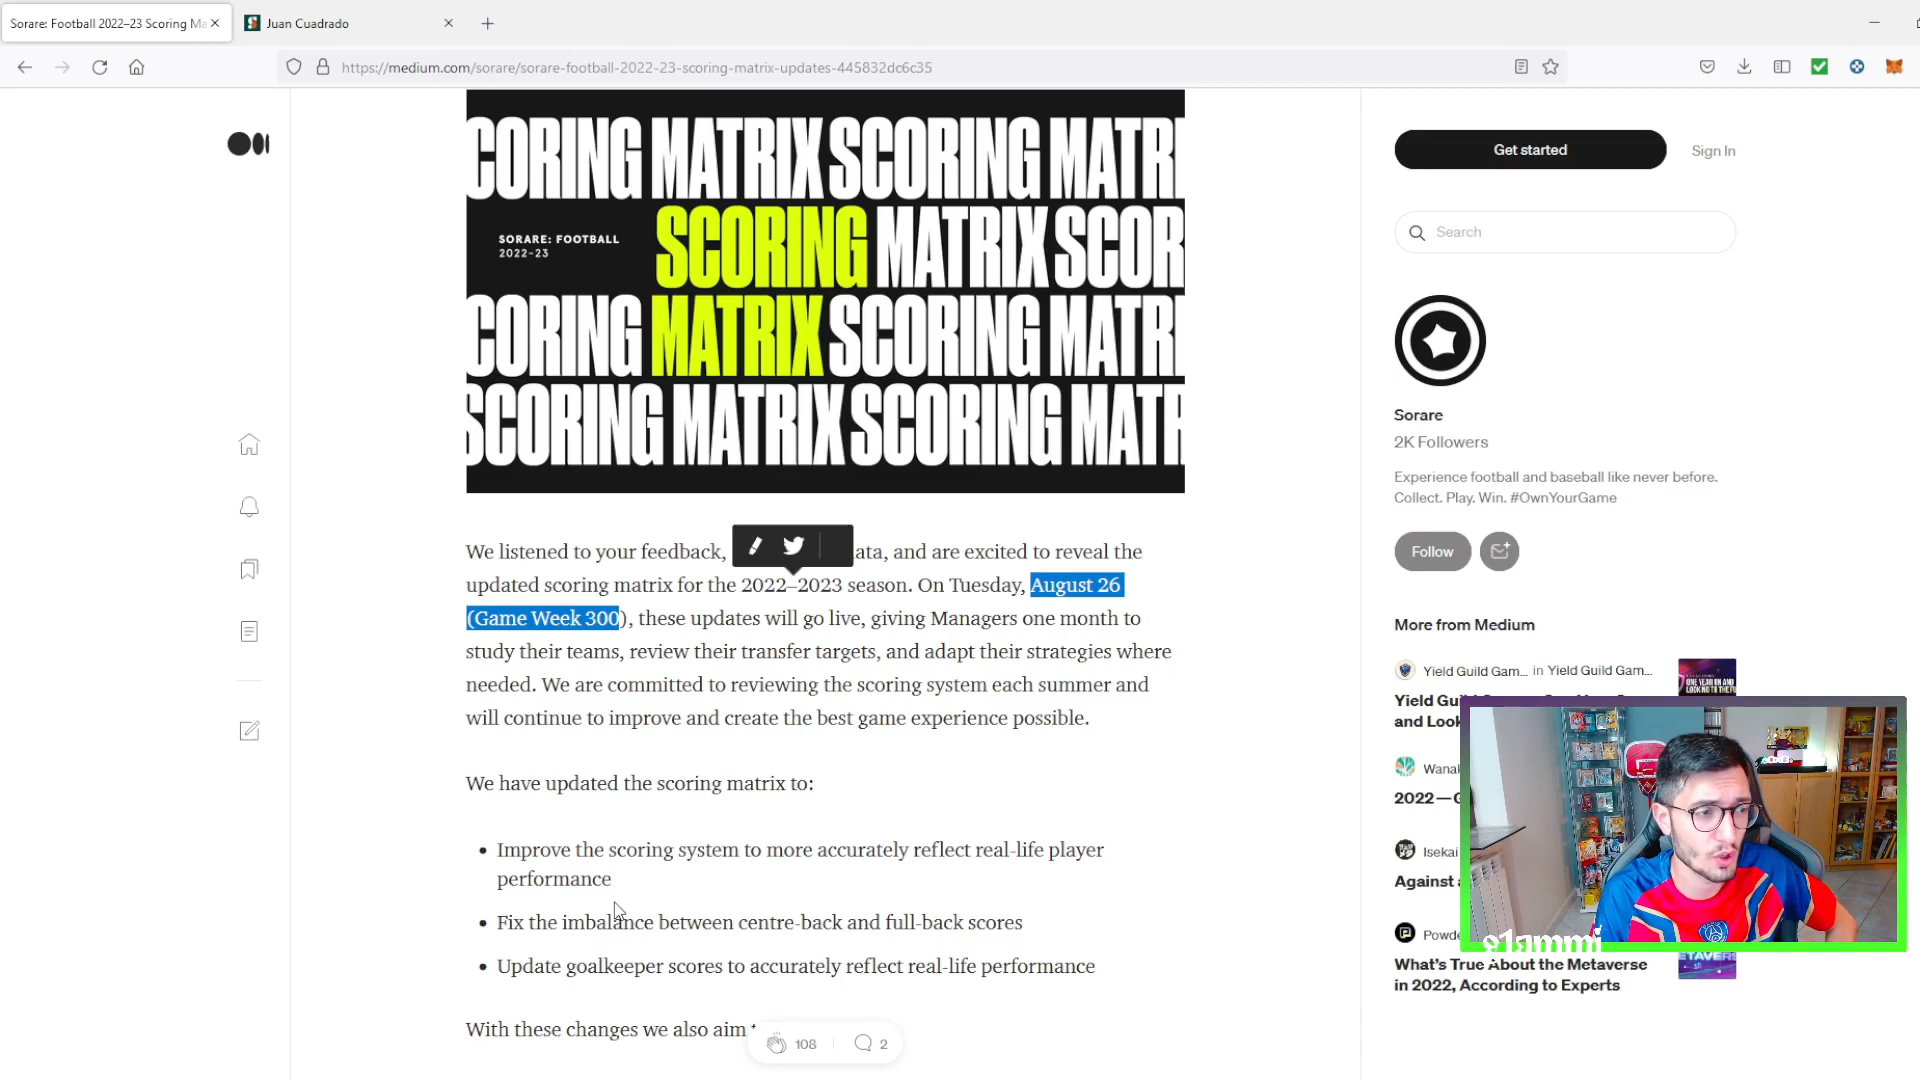 Sorare: Football 2022–23 Scoring Ma
Juan Cuadrado
https://medium.com/sorare/sorare-football-2022-23-scoring-matrix-updates-445832dc6c35
CORING MATRIX SCORING MATR
SORARE: FOOTBALL
2022-23
SCORING MATRIX SCOR
CORING MATRIX SCORING MATR
SCORING MATRIX SCORING MATR
We listened to your feedback, ata, and are excited to reveal the
updated scoring matrix for the 2022–2023 season. On Tuesday, August 26
(Game Week 300), these updates will go live, giving Managers one month to
study their teams, review their transfer targets, and adapt their strategies where
needed. We are committed to reviewing the scoring system each summer and
will continue to improve and create the best game experience possible.
We have updated the scoring matrix to:
• Improve the scoring system to more accurately reflect real-life player
performance
• Fix the imbalance between centre-back and full-back scores
• Update goalkeeper scores to accurately reflect real-life performance
With these changes we also aim t
108
2
Get started
Sign In
Search
Sorare
2K Followers
Experience football and baseball like never before.
Collect. Play. Win. #OwnYourGame
Follow
More from Medium
Yield Guild Gam... in Yield Guild Gam...
Yield Gu
and Look
Wanak
2022—
Isekai
Against a
Powde
What's True About the Metaverse
in 2022, According to Experts